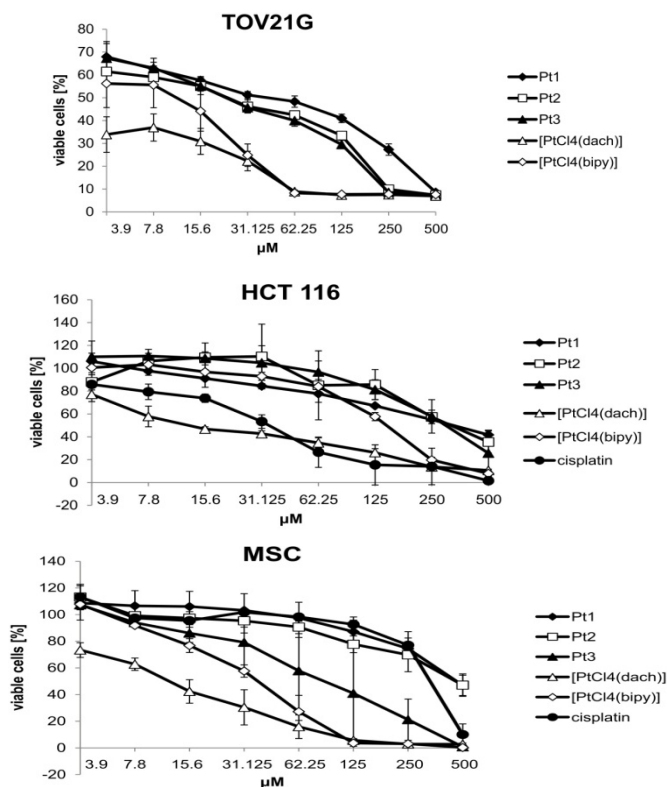 TOV21G
80
70
60
50
40
30
20
10
0
viable cells [%]
3.9 7.8 15.6 31.125 62.25 125 250 500
µM
Pt1
Pt2
Pt3
[PtCl4(dach)]
[PtCl4(bipy)]
HCT 116
160
140
120
100
80
60
40
20
0
-20
viable cells [%]
3.9 7.8 15.6 31.125 62.25 125 250 500
µM
Pt1
Pt2
Pt3
[PtCl4(dach)]
[PtCl4(bipy)]
cisplatin
MSC
140
120
100
80
60
40
20
0
-20
viable cells [%]
3.9 7.8 15.6 31.125 62.25 125 250 500
µM
Pt1
Pt2
Pt3
[PtCl4(dach)]
[PtCl4(bipy)]
cisplatin